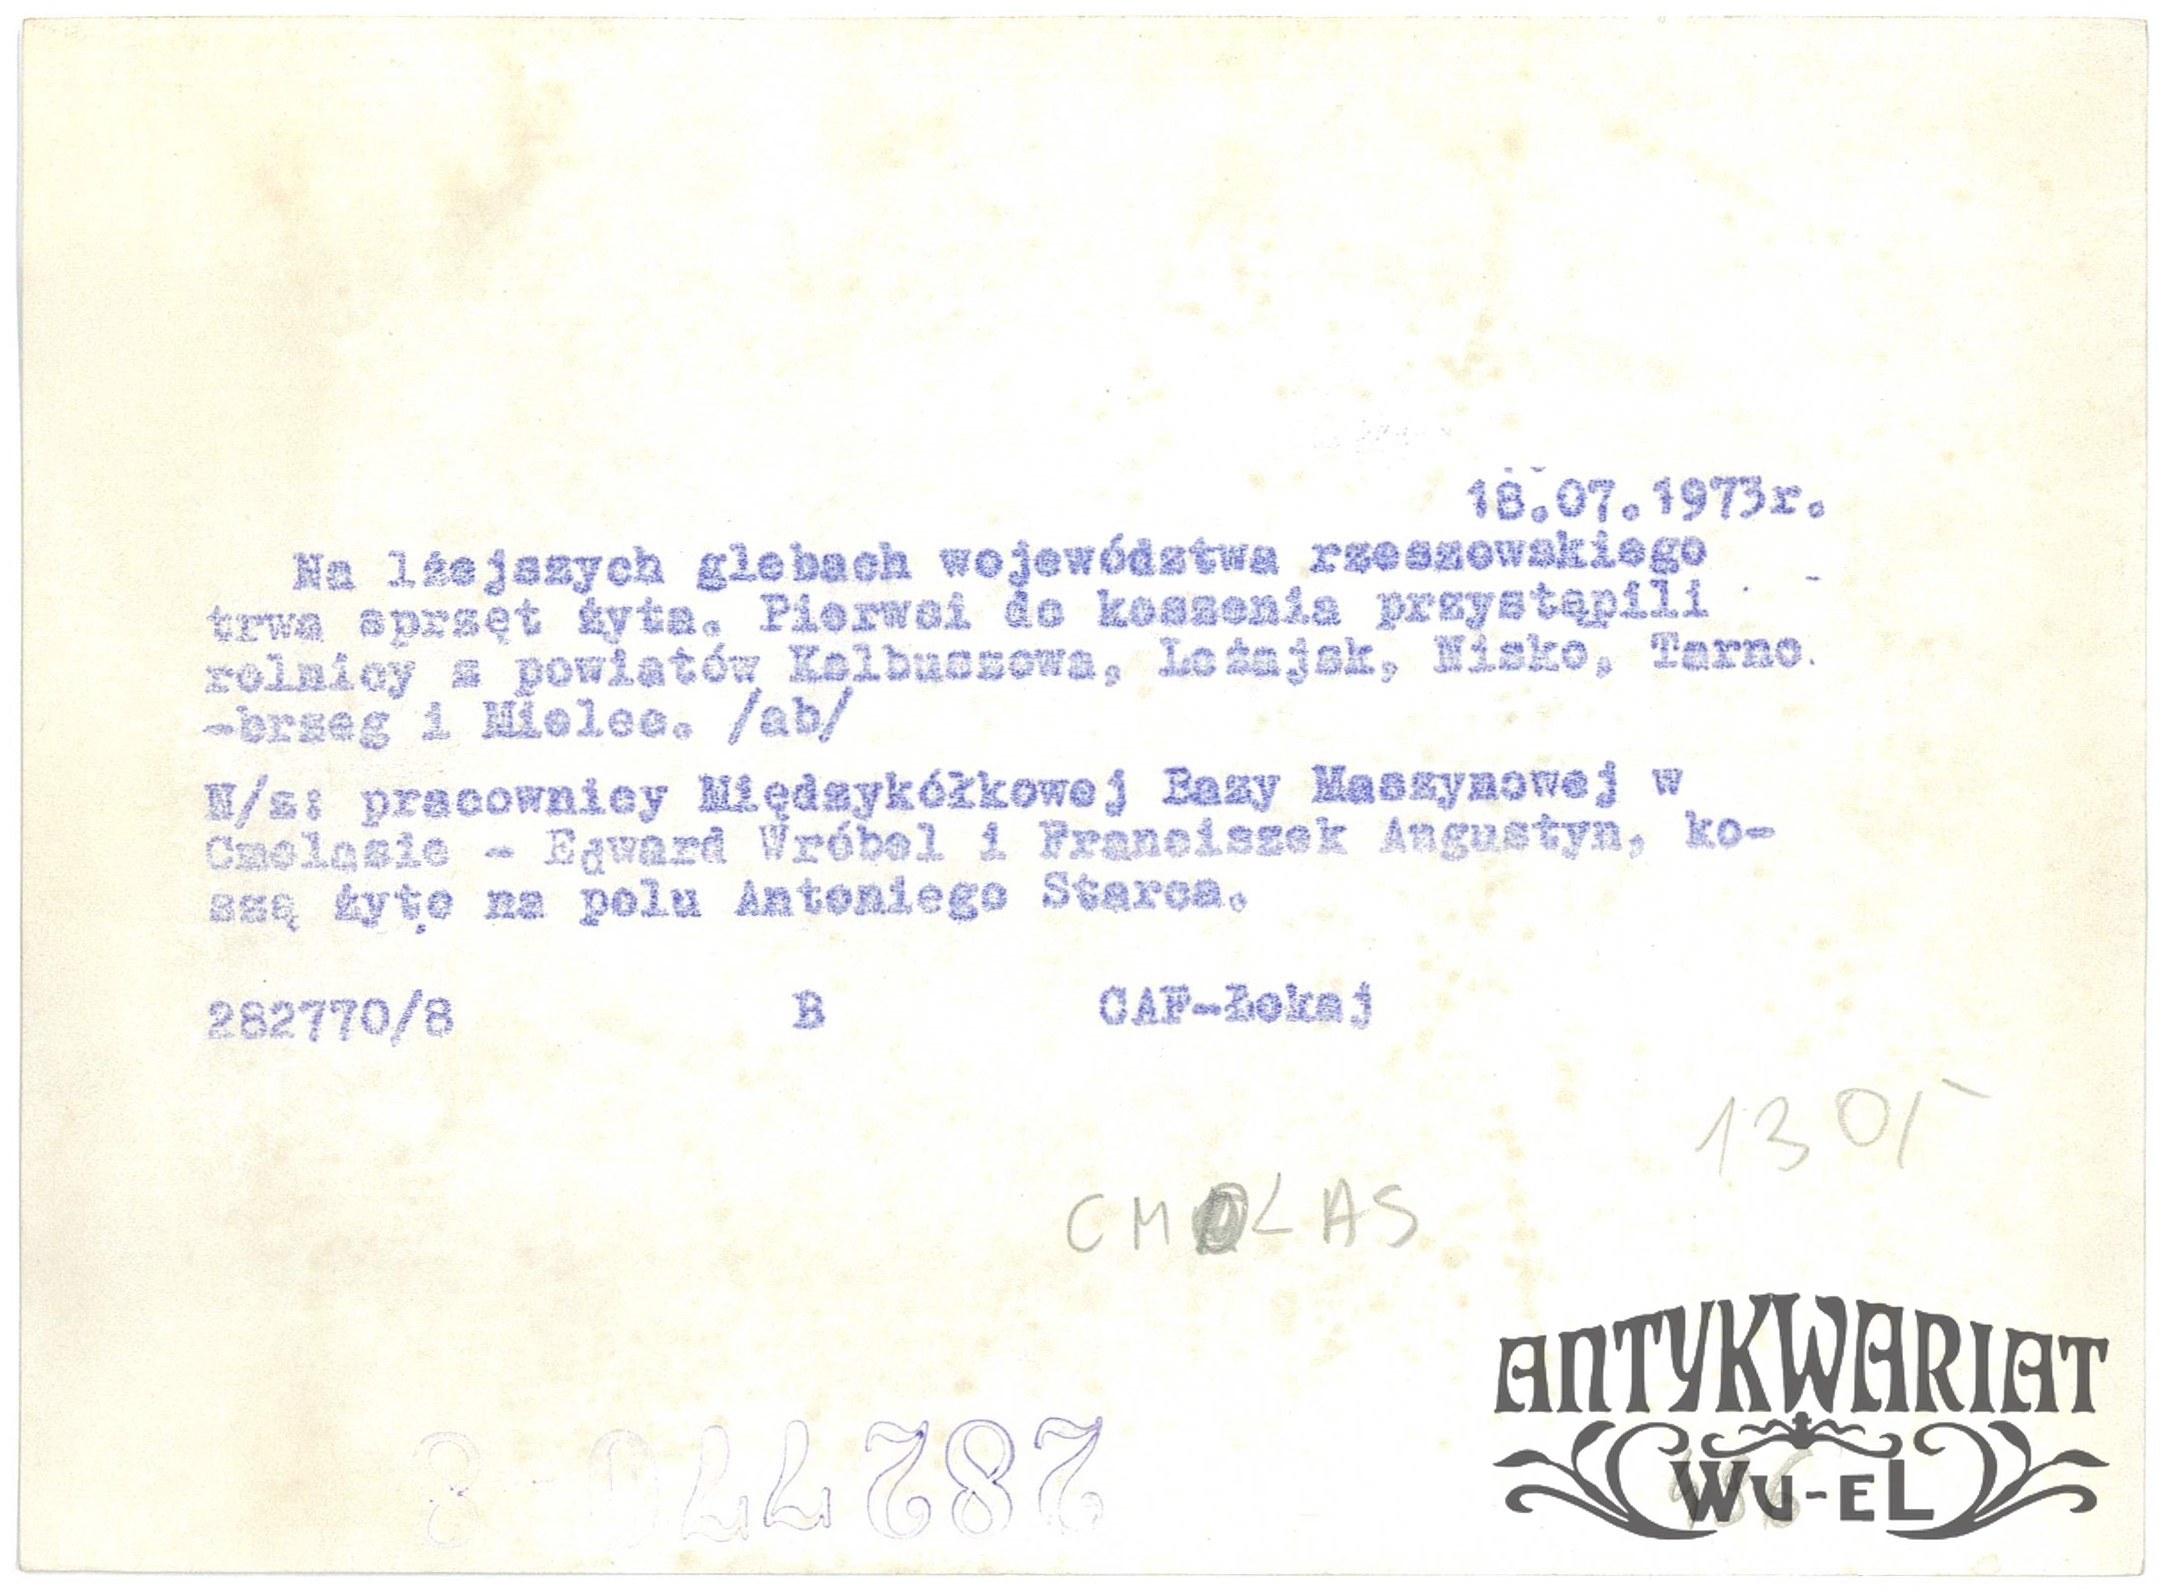 18.07.1973r.
Na lżejszych glebach województwa rzeszowskiego
trwa sprzęt żyta. Pierwsi do koszenia przystąpili
rolnicy z powiatów Kolbuszowa, Leżajsk, Nisko, Tarno
-brzeg i Mielec. /ab/
N/z: pracownicy Międzykółkowej Bazy Maszynowej w
Cmolasie - Edward Wróbel i Franciszek Augustyn, ko-
szą żyto na polu Antoniego Starca.
282770/8 B CAF-Łokaj
CMOLAS
ANTYKWARIAT
WU-EL